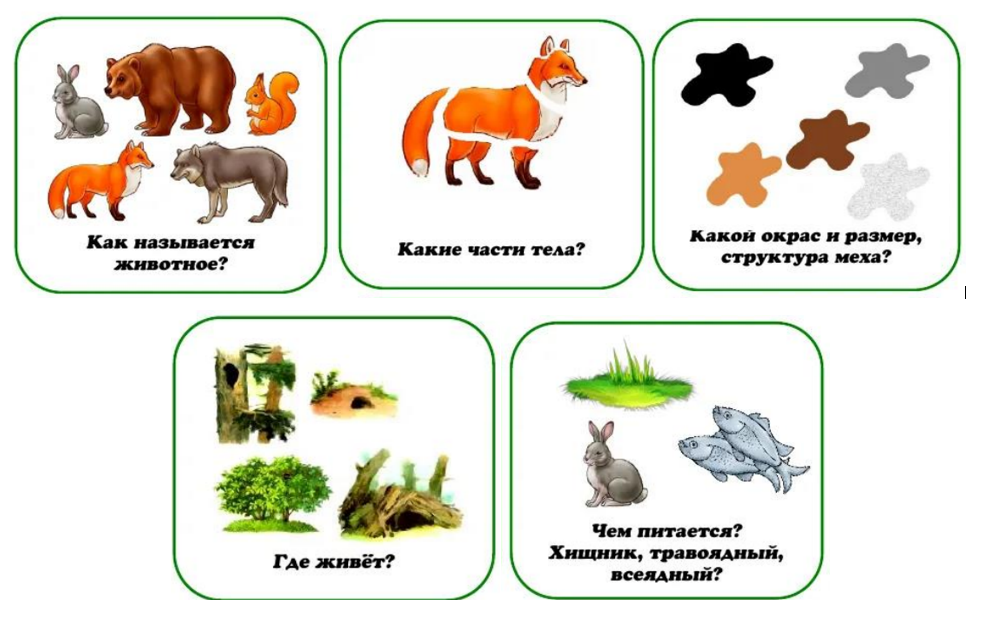 Как называется
животное?
Какие части тела?
Какой окрас и размер,
структура меха?
Где живёт?
Чем питается?
Хищник, травоядный,
всеядный?